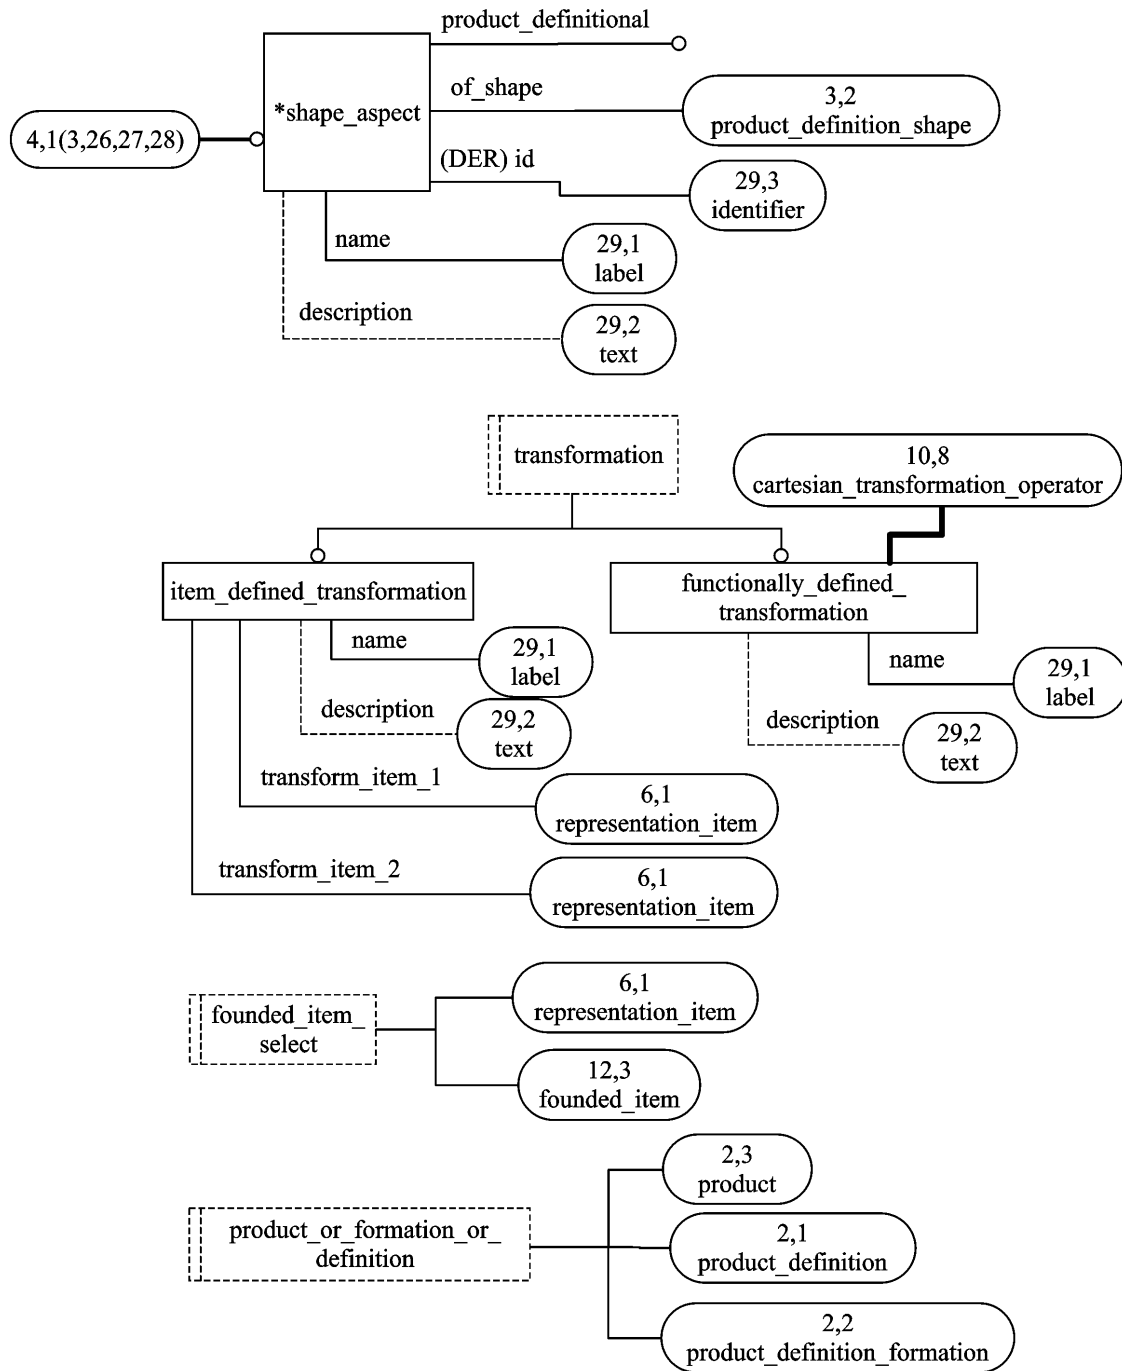 product_definitional
of_shape
3,2
product_definition_shape
*shape_aspect
4,1(3,26,27,28)
(DER) id
29,3
identifier
name
29,1
label
description
29,2
text
transformation
10,8
cartesian_transformation_operator
item_defined_transformation
functionally_defined_
transformation
name
29,1
label
description
29,2
text
name
29,1
label
description
29,2
text
transform_item_1
6,1
representation_item
transform_item_2
6,1
representation_item
founded_item_
select
6,1
representation_item
12,3
founded_item
product_or_formation_or_
definition
2,3
product
2,1
product_definition
2,2
product_definition_formation